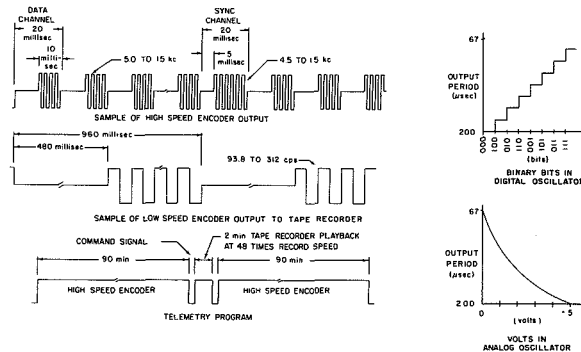 DATA
CHANNEL
20
millisec
10
milli-
sec
5.0 TO 15 kc
SYNC
CHANNEL
20
millisec
5
millisec
4.5 TO 15 kc
SAMPLE OF HIGH SPEED ENCODER OUTPUT
960 millisec
480 millisec
93.8 TO 312 cps
SAMPLE OF LOW SPEED ENCODER OUTPUT TO TAPE RECORDER
COMMAND SIGNAL
2 min TAPE RECORDER PLAYBACK
AT 48 TIMES RECORD SPEED
90 min
90 min
HIGH SPEED ENCODER
HIGH SPEED ENCODER
TELEMETRY PROGRAM
67
OUTPUT
PERIOD
(μsec)
200
000
001
010
011
100
101
110
111
(bits)
BINARY BITS IN
DIGITAL OSCILLATOR
67
OUTPUT
PERIOD
(μsec)
200
0
- 5
(volts)
VOLTS IN
ANALOG OSCILLATOR